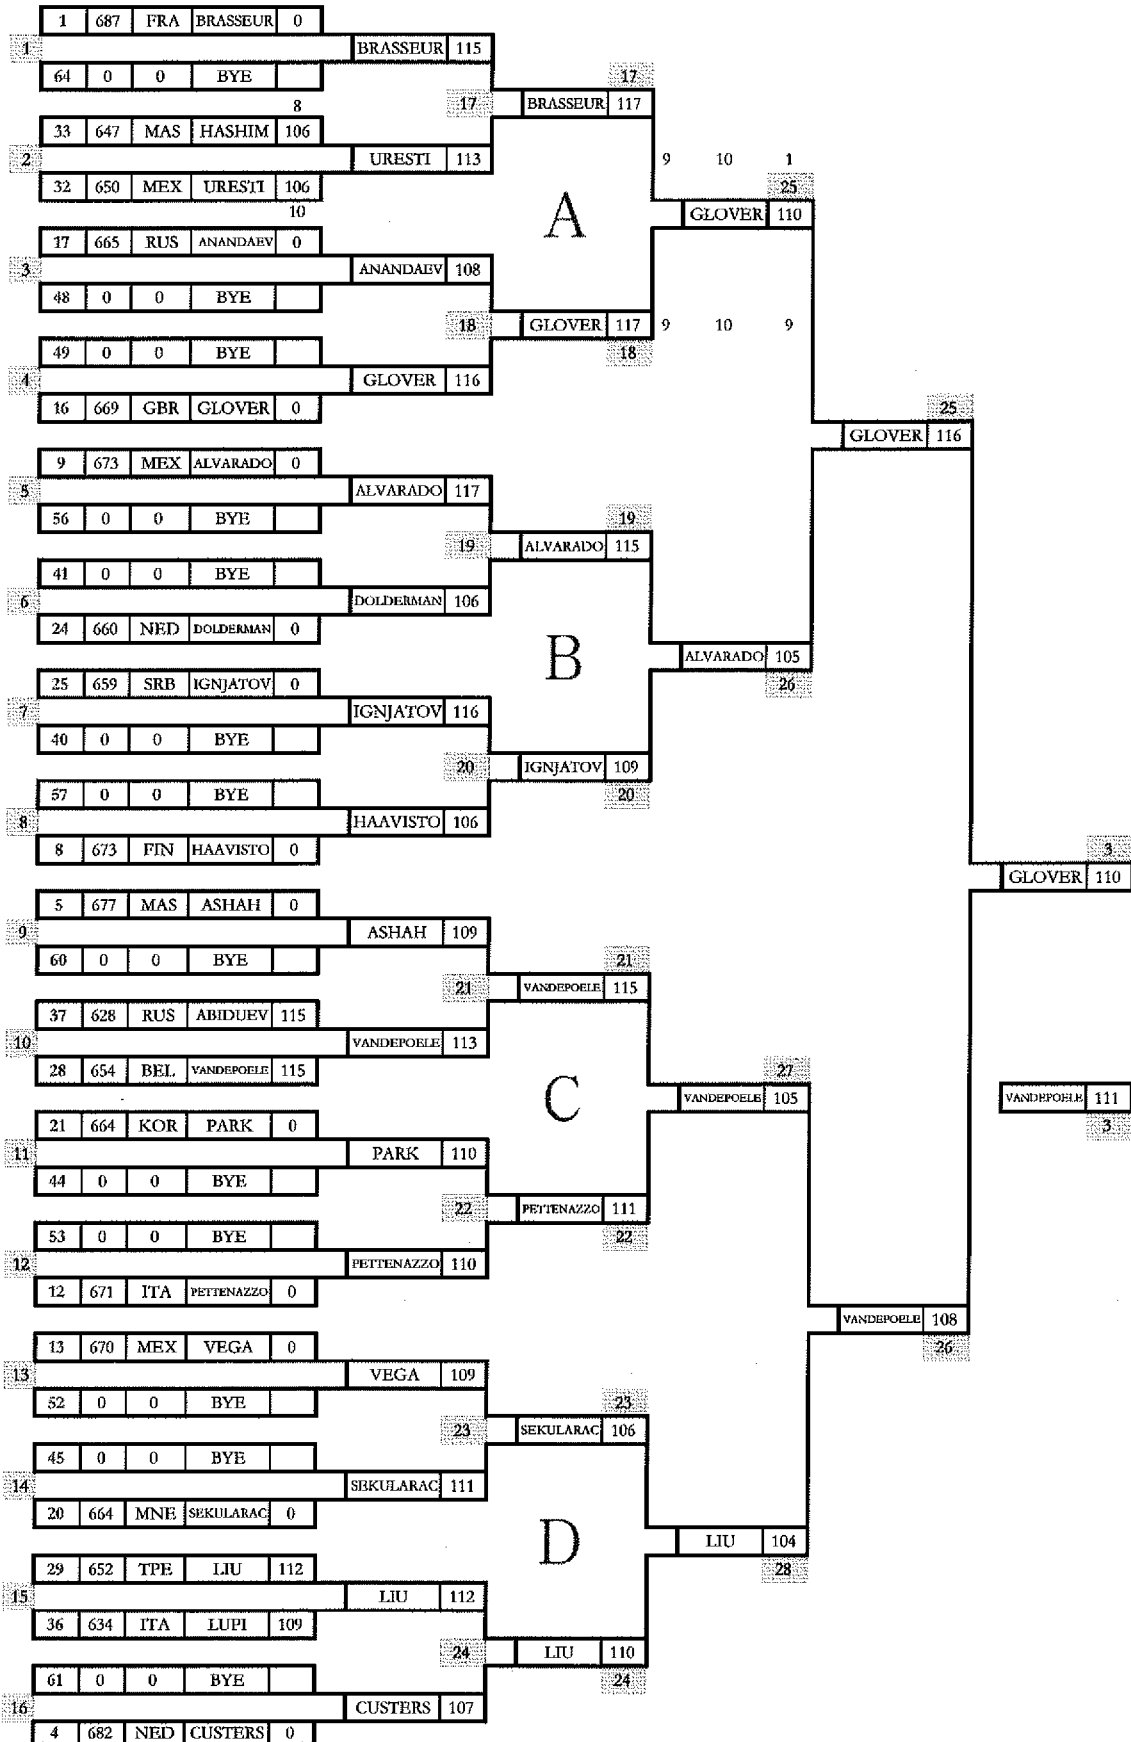 1 687 FRA BRASSEUR 0
1 BRASSEUR 115
64 0 0 BYE 17
17 BRASSEUR 117
8
33 647 MAS HASHIM 106
2 URESTI 113 9 10 1
32 650 MEX URESTI 106 25
10 A GLOVER 110
17 665 RUS ANANDAEV 0
3 ANANDAEV 108
48 0 0 BYE
18 GLOVER 117 9 10 9
49 0 0 BYE 18
4 GLOVER 116
16 669 GBR GLOVER 0 25
GLOVER 116
9 673 MEX ALVARADO 0
5 ALVARADO 117
56 0 0 BYE 19
19 ALVARADO 115
41 0 0 BYE
6 DOLDERMAN 106
24 660 NED DOLDERMAN 0
B ALVARADO 105
25 659 SRB IGNJATOV 0 26
7 IGNJATOV 116
40 0 0 BYE
20 IGNJATOV 109
57 0 0 BYE 20
8 HAAVISTO 106
8 673 FIN HAAVISTO 0 3
GLOVER 110
5 677 MAS ASHAH 0
9 ASHAH 109
60 0 0 BYE 21
21 VANDEPOELE 115
37 628 RUS ABIDUEV 115
10 VANDEPOELE 113
28 654 BEL VANDEPOELE 115 27
C VANDEPOELE 105 VANDEPOELE 111
21 664 KOR PARK 0 3
11 PARK 110
44 0 0 BYE
22 PETTENAZZO 111
53 0 0 BYE 22
12 PETTENAZZO 110
12 671 ITA PETTENAZZO 0
VANDEPOELE 108
13 670 MEX VEGA 0 26
13 VEGA 109
52 0 0 BYE 23
23 SEKULARAC 106
45 0 0 BYE
14 SEKULARAC 111
20 664 MNE SEKULARAC 0
D LIU 104
29 652 TPE LIU 112 28
15 LIU 112
36 634 ITA LUPI 109
24 LIU 110
61 0 0 BYE 24
16 CUSTERS 107
4 682 NED CUSTERS 0